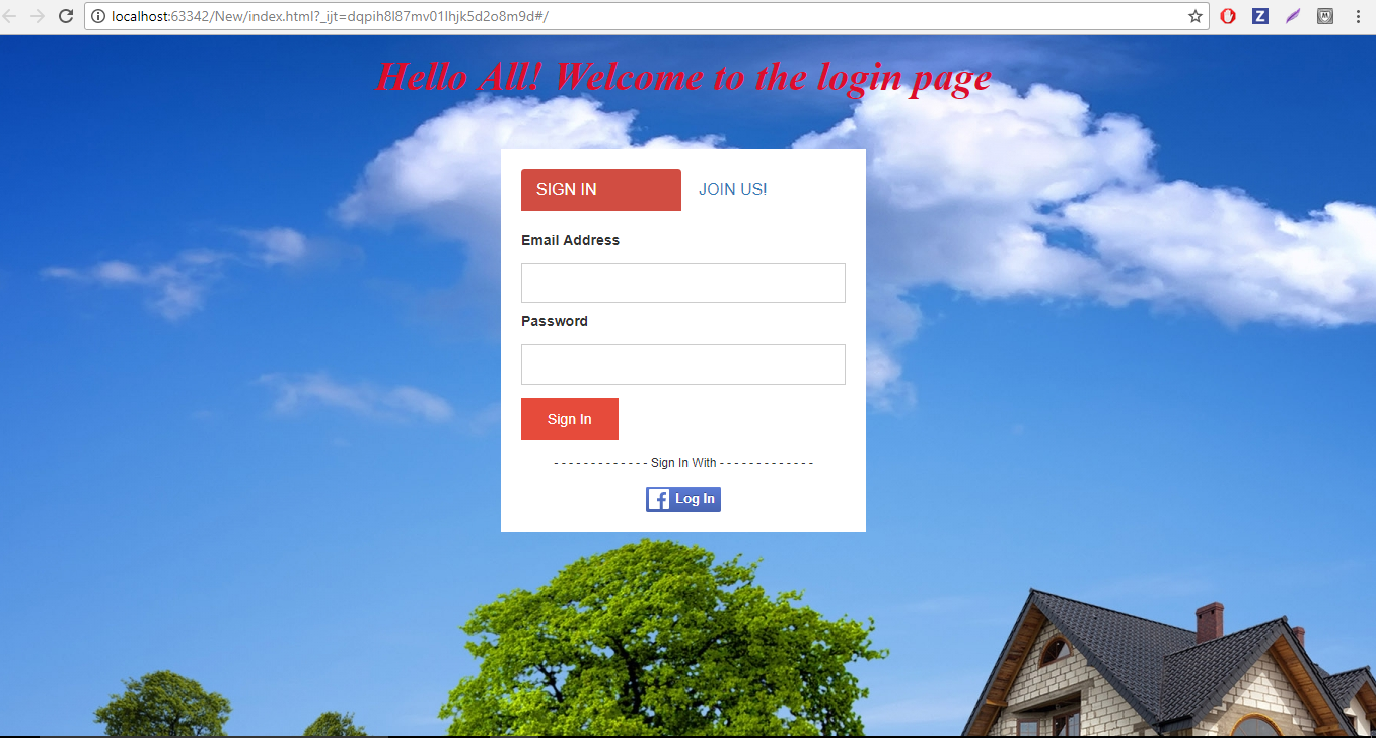 localhost:63342/New/index.html?_ijt=dqpih8l87mv01lhjk5d2o8m9d#/
Hello All! Welcome to the login page
SIGN IN JOIN US!
Email Address
Password
Sign In
- - - - - - - - - - - - - Sign In With - - - - - - - - - - - - -
Log In